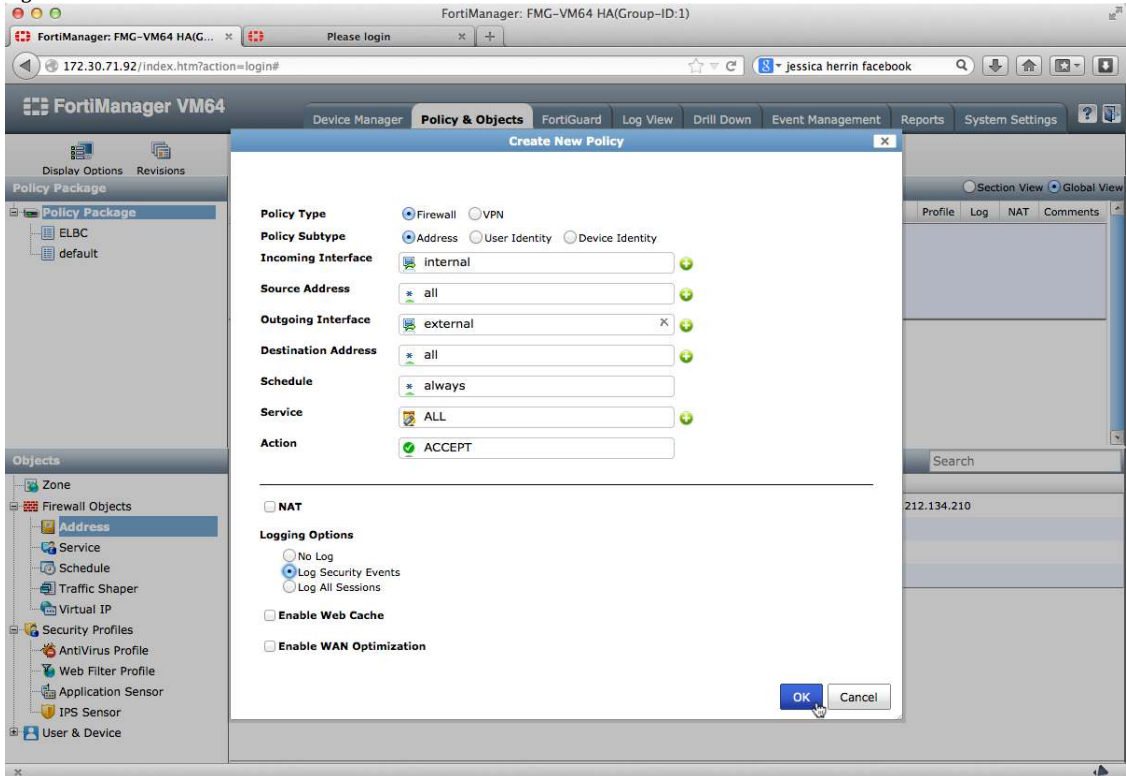 FortiManager: FMG-VM64 HA(Group-ID:1)
FortiManager: FMG-VM64 HA(G...
Please login
172.30.71.92/index.htm?action=login#
jessica herrin facebook
FortiManager VM64
Device Manager Policy & Objects FortiGuard Log View Drill Down Event Management Reports System Settings
Display Options Revisions
Create New Policy
Policy Package
Section View Global View
Policy Package
ELBC
default
Profile Log NAT Comments
Policy Type Firewall VPN
Policy Subtype Address User Identity Device Identity
Incoming Interface internal
Source Address all
Outgoing Interface external
Destination Address all
Schedule always
Service ALL
Action ACCEPT
Objects
Search
Zone
Firewall Objects
Address
Service
Schedule
Traffic Shaper
Virtual IP
Security Profiles
AntiVirus Profile
Web Filter Profile
Application Sensor
IPS Sensor
User & Device
212.134.210
NAT
Logging Options
No Log
Log Security Events
Log All Sessions
Enable Web Cache
Enable WAN Optimization
OK Cancel